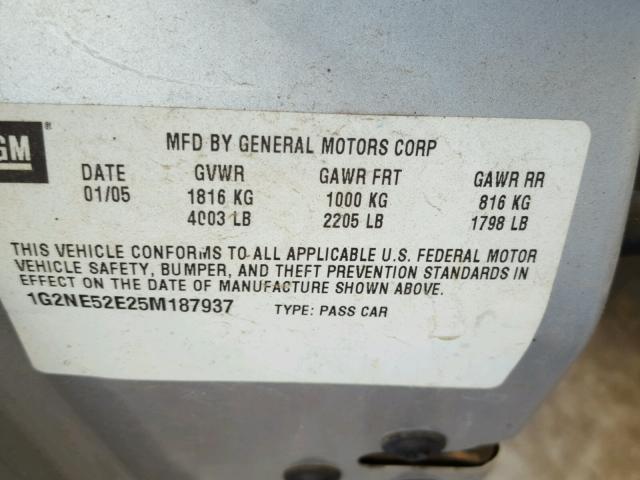 GM®
MFD BY GENERAL MOTORS CORP
DATE GVWR GAWR FRT GAWR RR
01/05 1816 KG 1000 KG 816 KG
4003 LB 2205 LB 1798 LB
THIS VEHICLE CONFORMS TO ALL APPLICABLE U.S. FEDERAL MOTOR
VEHICLE SAFETY, BUMPER, AND THEFT PREVENTION STANDARDS IN
EFFECT ON THE DATE OF MANUFACTURE SHOWN ABOVE.
1G2NE52E25M187937 TYPE: PASS CAR